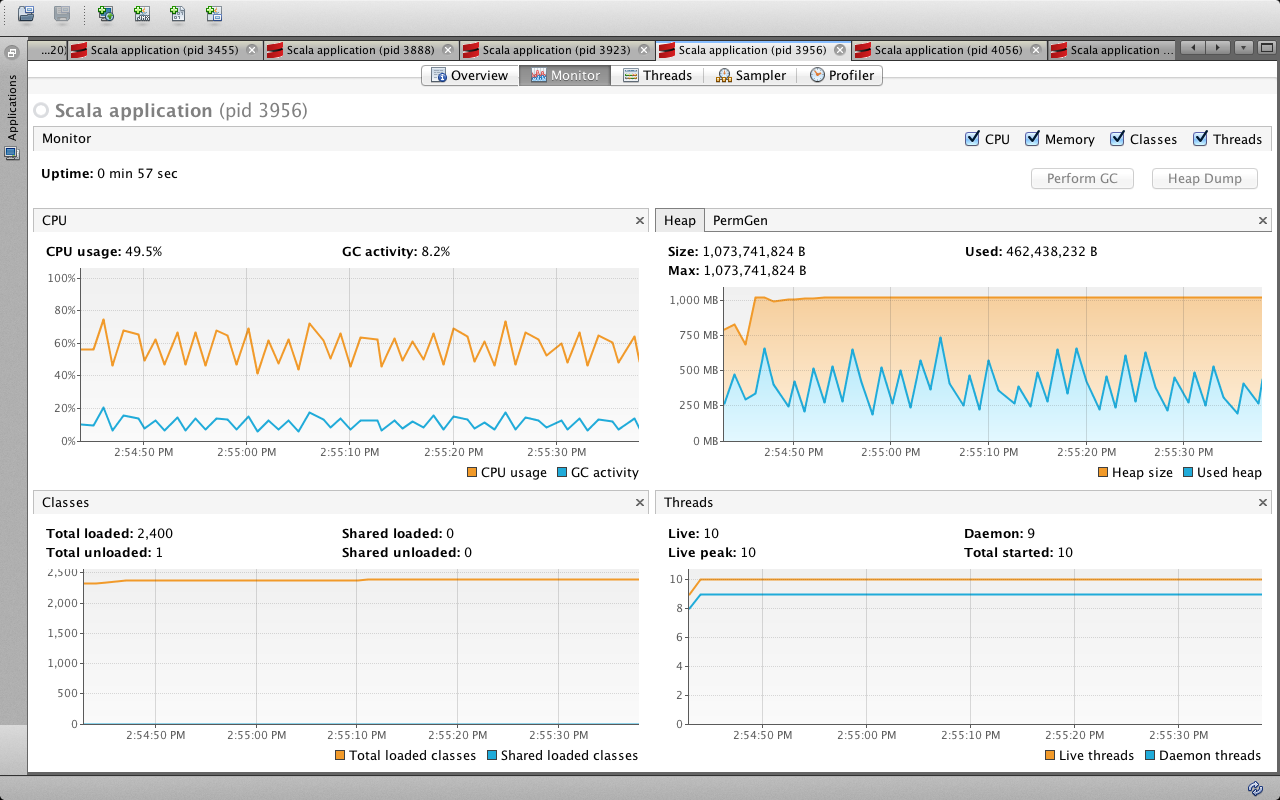 ...20)
Scala application (pid 3455)
Scala application (pid 3888)
Scala application (pid 3923)
Scala application (pid 3956)
Scala application (pid 4056)
Scala application ...
Applications
Overview
Monitor
Threads
Sampler
Profiler
Scala application (pid 3956)
Monitor
CPU
Memory
Classes
Threads
Uptime: 0 min 57 sec
Perform GC
Heap Dump
CPU
CPU usage: 49.5%
GC activity: 8.2%
100%
80%
60%
40%
20%
0%
2:54:50 PM
2:55:00 PM
2:55:10 PM
2:55:20 PM
2:55:30 PM
CPU usage
GC activity
Heap
PermGen
Size: 1,073,741,824 B
Used: 462,438,232 B
Max: 1,073,741,824 B
1,000 MB
750 MB
500 MB
250 MB
0 MB
2:54:50 PM
2:55:00 PM
2:55:10 PM
2:55:20 PM
2:55:30 PM
Heap size
Used heap
Classes
Total loaded: 2,400
Shared loaded: 0
Total unloaded: 1
Shared unloaded: 0
2,500
2,000
1,500
1,000
500
0
2:54:50 PM
2:55:00 PM
2:55:10 PM
2:55:20 PM
2:55:30 PM
Total loaded classes
Shared loaded classes
Threads
Live: 10
Daemon: 9
Live peak: 10
Total started: 10
10
8
6
4
2
0
2:54:50 PM
2:55:00 PM
2:55:10 PM
2:55:20 PM
2:55:30 PM
Live threads
Daemon threads